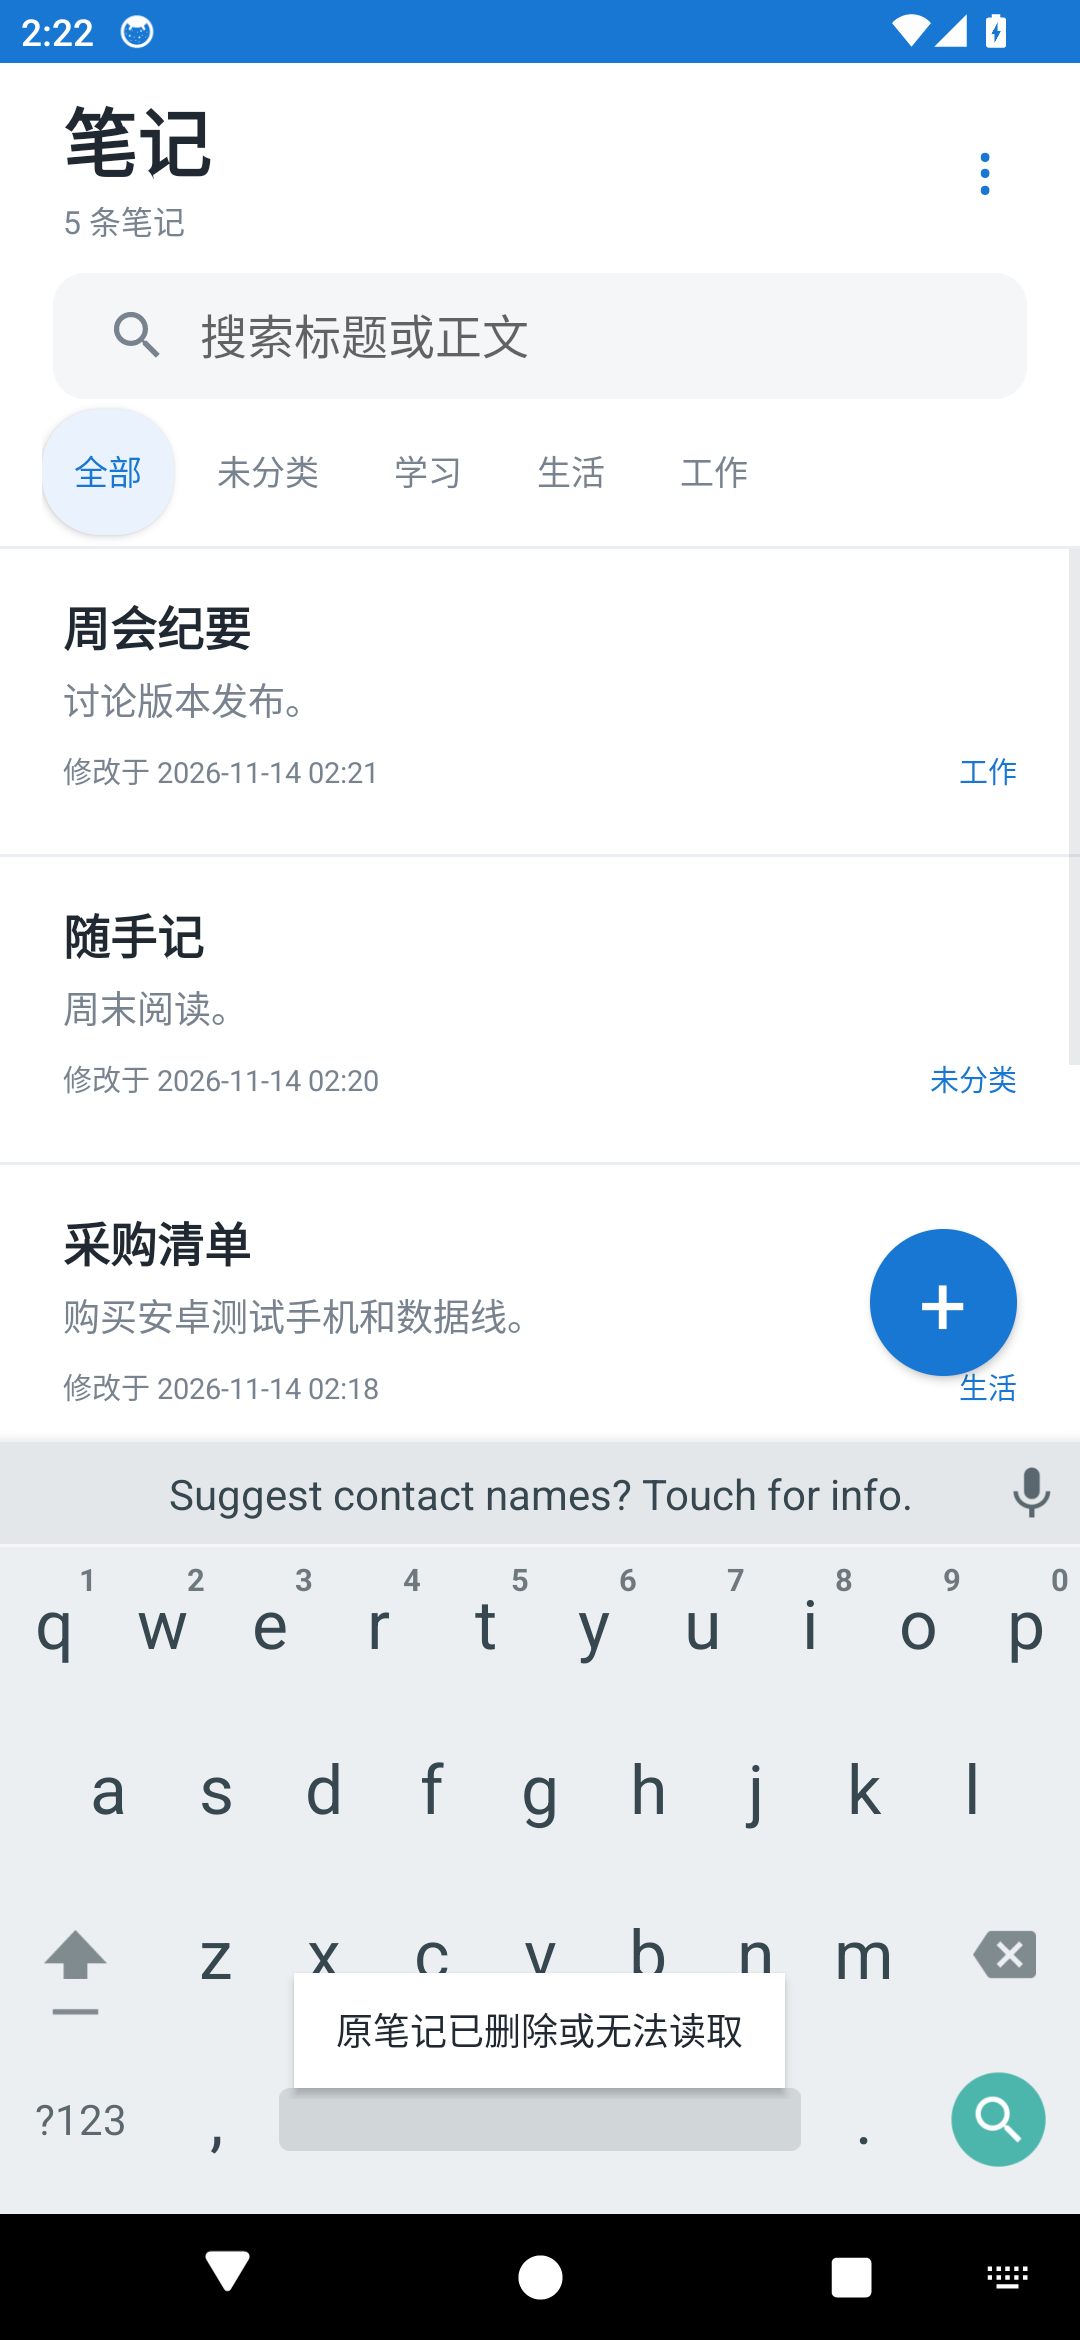 2:22
笔记
5 条笔记
搜索标题或正文
全部 未分类 学习 生活 工作
周会纪要
讨论版本发布。
修改于 2026-11-14 02:21 工作
随手记
周末阅读。
修改于 2026-11-14 02:20 未分类
采购清单
购买安卓测试手机和数据线。
+
修改于 2026-11-14 02:18 生活
Suggest contact names? Touch for info.
1 2 3 4 5 6 7 8 9 0
q w e r t y u i o p
a s d f g h j k l
z x c v b n m
原笔记已删除或无法读取
?123 , .